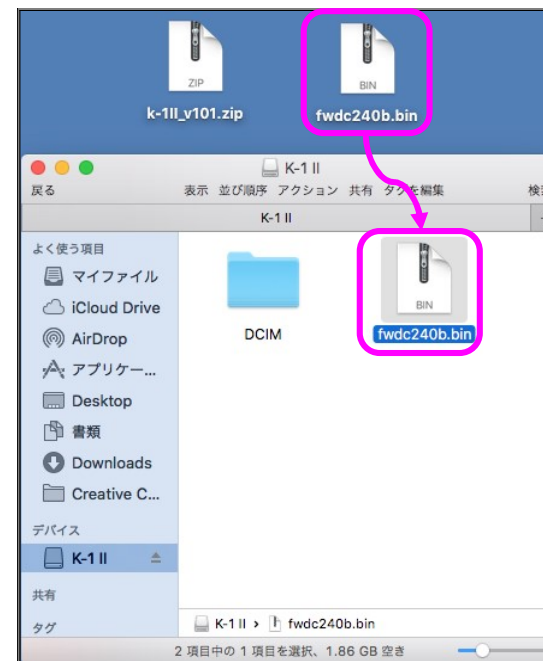 ZIP
BIN
k-1II_v101.zip
fwdc240b.bin
K-1 II
戻る
表示 並び順序 アクション 共有 タグを編集
K-1 II
よく使う項目
マイファイル
iCloud Drive
AirDrop
アプリケー...
Desktop
書類
Downloads
Creative C...
デバイス
K-1 II
共有
タグ
BIN
DCIM
fwdc240b.bin
K-1 II › fwdc240b.bin
2 項目中の 1 項目を選択、1.86 GB 空き